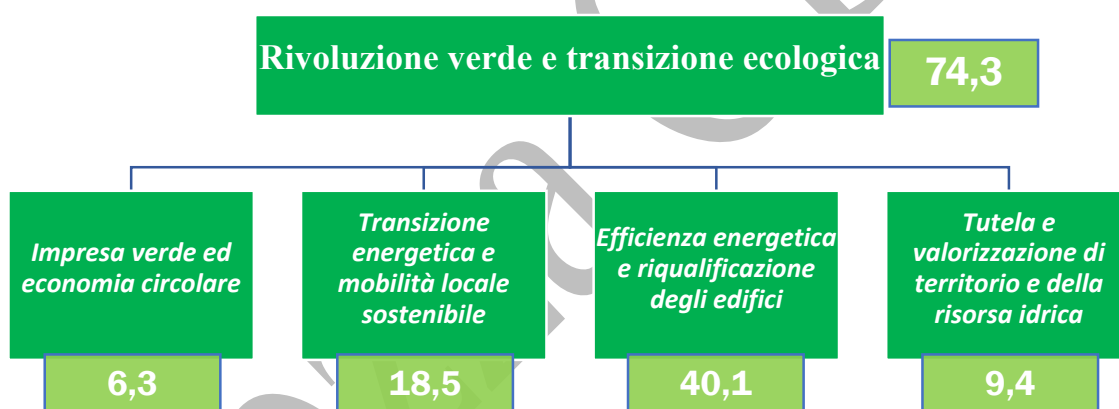 Rivoluzione verde e transizione ecologica
74,3
Impresa verde ed
economia circolare
6,3
Transizione
energetica e
mobilità locale
sostenibile
18,5
Efficienza energetica
e riqualificazione
degli edifici
40,1
Tutela e
valorizzazione di
territorio e della
risorsa idrica
9,4